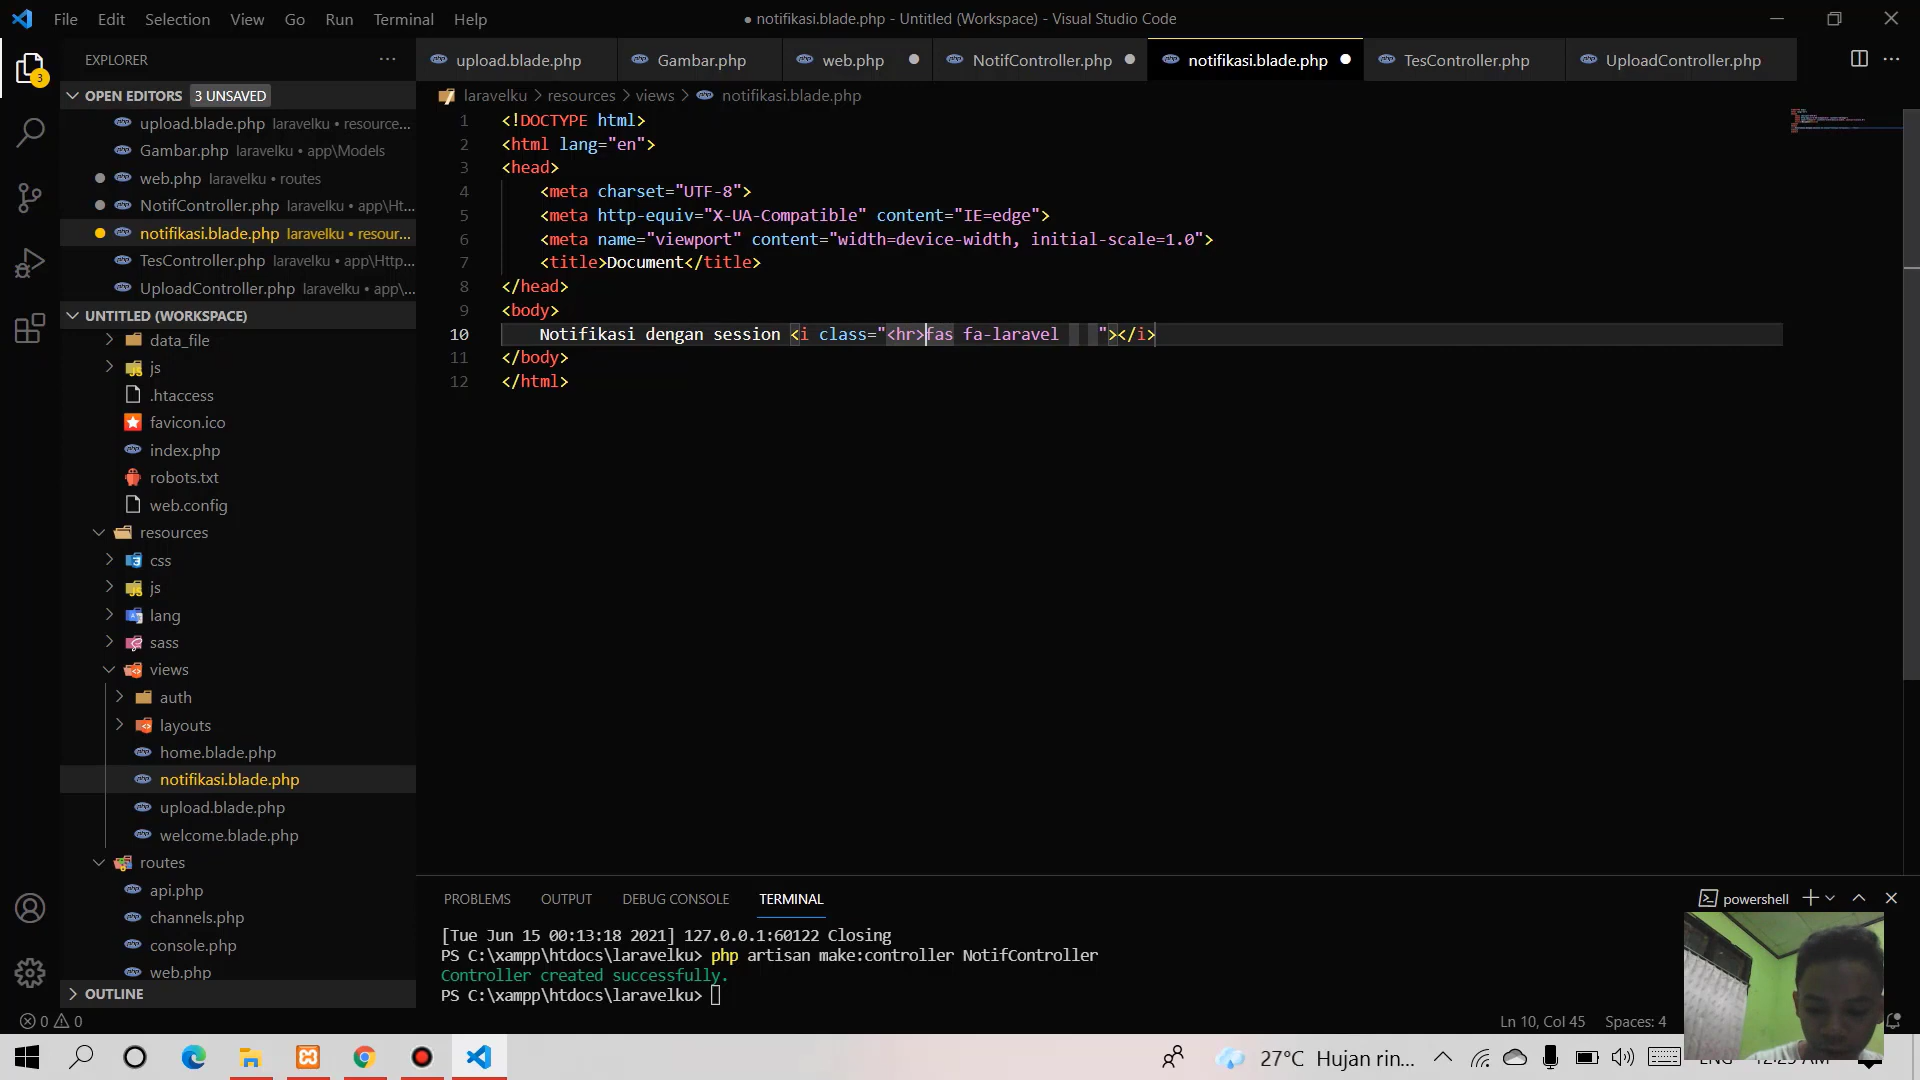 File Edit Selection View Go Run Terminal Help
● notifikasi.blade.php - Untitled (Workspace) - Visual Studio Code
EXPLORER
upload.blade.php Gambar.php web.php NotifController.php notifikasi.blade.php TesController.php UploadController.php
OPEN EDITORS 3 UNSAVED
upload.blade.php laravelku • resource...
Gambar.php laravelku • app\Models
web.php laravelku • routes
NotifController.php laravelku • app\Ht...
notifikasi.blade.php laravelku • resour...
TesController.php laravelku • app\Http...
UploadController.php laravelku • app\...
UNTITLED (WORKSPACE)
data_file
js
.htaccess
favicon.ico
index.php
robots.txt
web.config
resources
css
js
lang
sass
views
auth
layouts
home.blade.php
notifikasi.blade.php
upload.blade.php
welcome.blade.php
routes
api.php
channels.php
console.php
web.php
OUTLINE
laravelku > resources > views > notifikasi.blade.php
1 <!DOCTYPE html>
2 <html lang="en">
3 <head>
4 <meta charset="UTF-8">
5 <meta http-equiv="X-UA-Compatible" content="IE=edge">
6 <meta name="viewport" content="width=device-width, initial-scale=1.0">
7 <title>Document</title>
8 </head>
9 <body>
10 Notifikasi dengan session <i class="<hr>fas fa-laravel    "></i>
11 </body>
12 </html>
PROBLEMS OUTPUT DEBUG CONSOLE TERMINAL
powershell
[Tue Jun 15 00:13:18 2021] 127.0.0.1:60122 Closing
PS C:\xampp\htdocs\laravelku> php artisan make:controller NotifController
Controller created successfully.
PS C:\xampp\htdocs\laravelku>
0 0
Ln 10, Col 45 Spaces: 4
3
27°C Hujan rin...